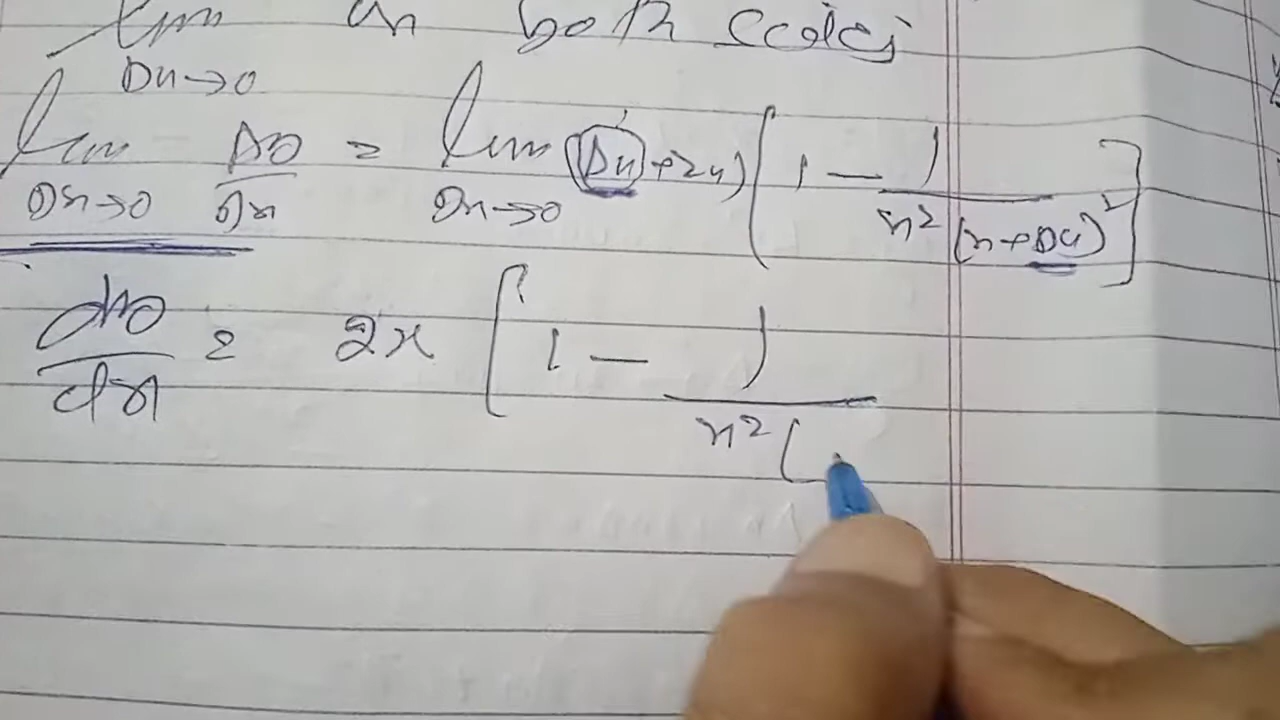 lim on both sides
Δx→0
lim Δy/Δx = lim (Δx+2x) [1 − 1/x²(x+Δx)²]
Δx→0 Δx→0
dy/dx = 2x [1 − 1/x²(